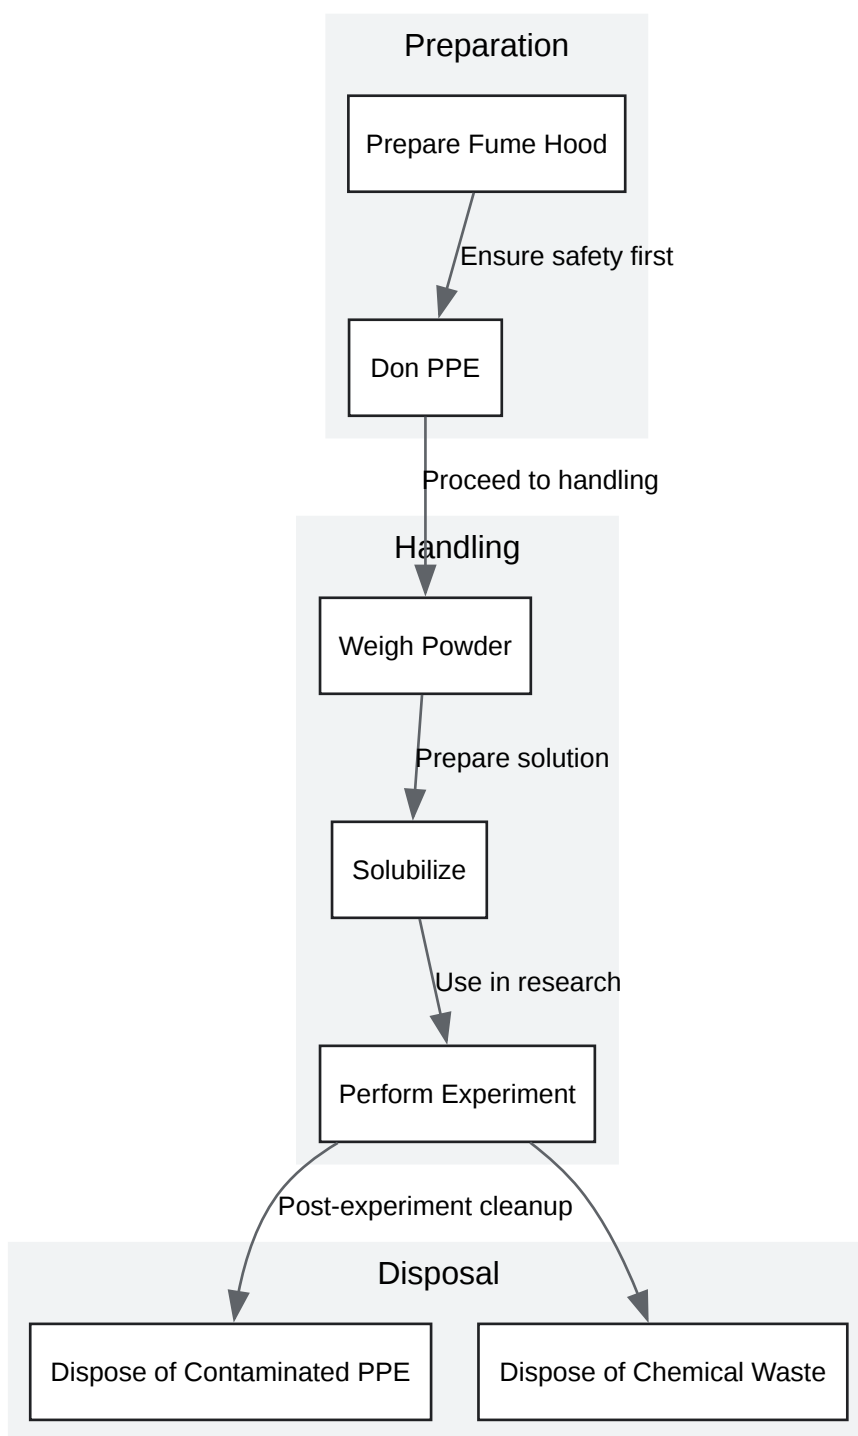 Preparation
Prepare Fume Hood
Ensure safety first
Don PPE
Proceed to handling
Handling
Weigh Powder
Prepare solution
Solubilize
Use in research
Perform Experiment
Post-experiment cleanup
Disposal
Dispose of Contaminated PPE
Dispose of Chemical Waste